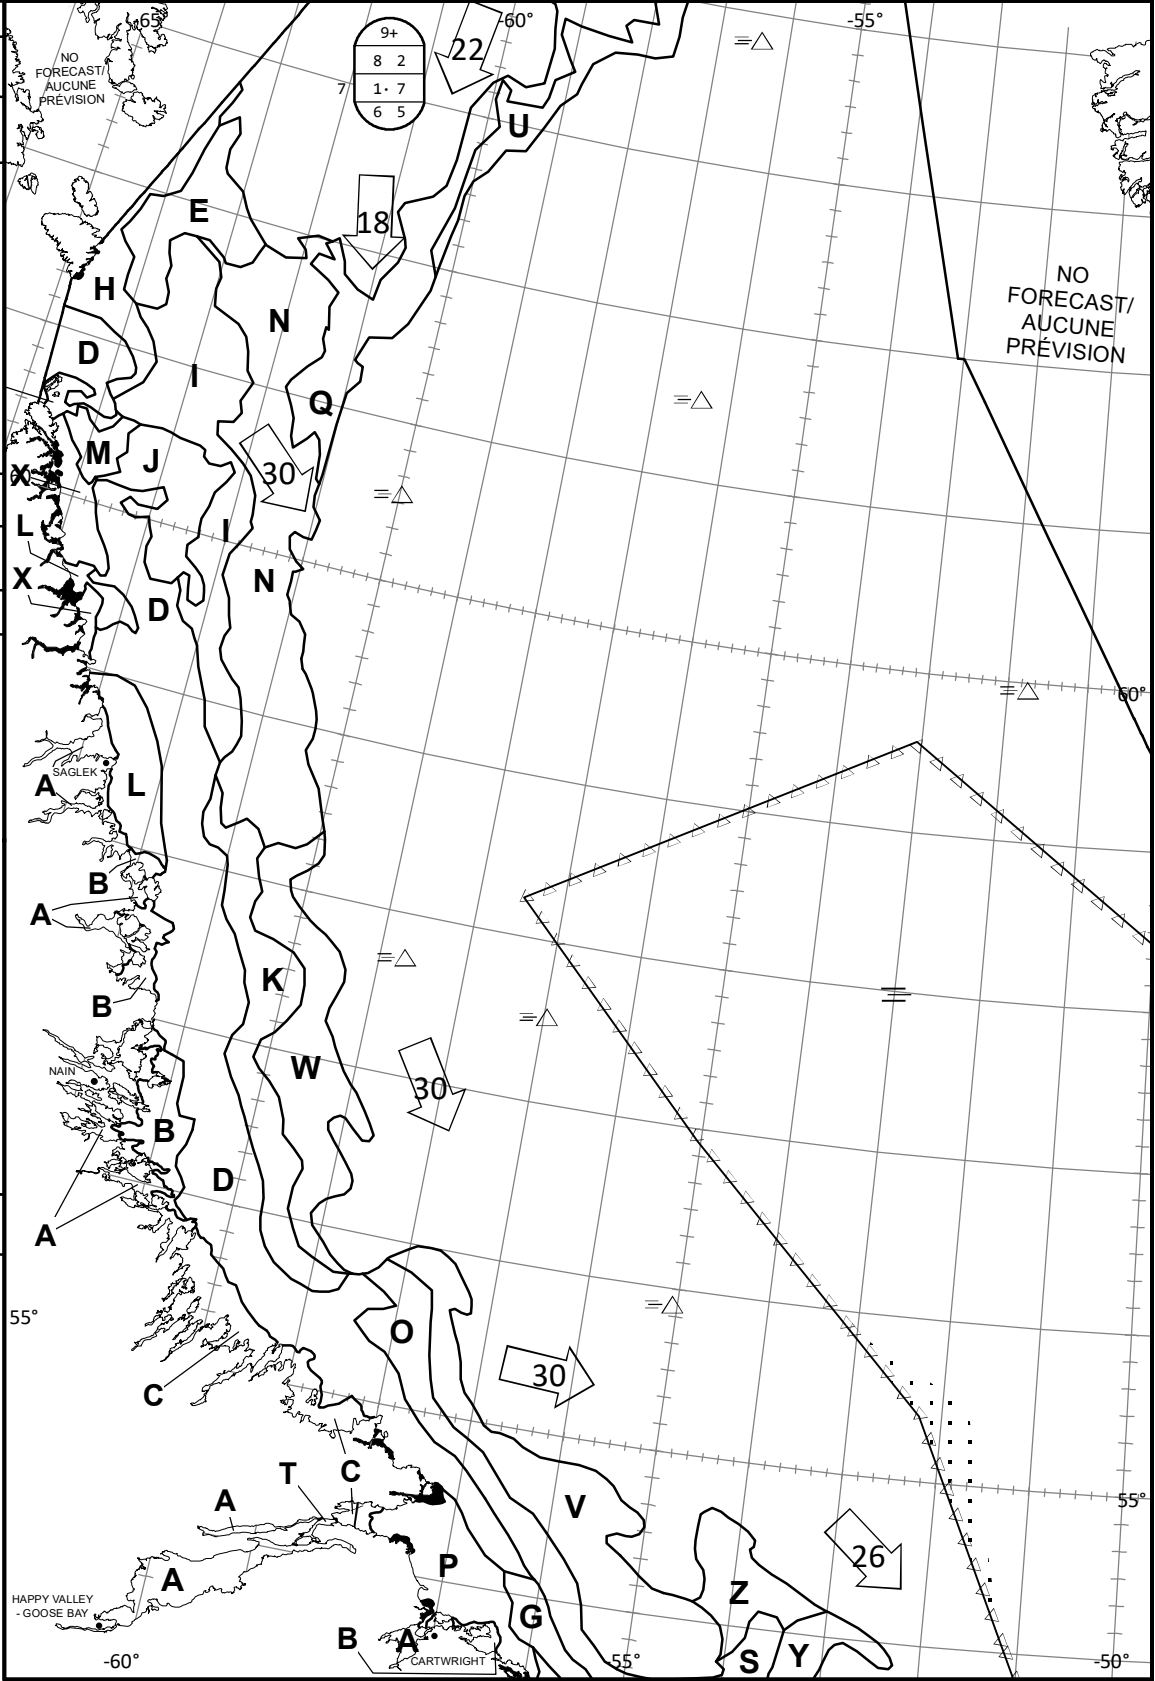 65°
-60°
-55°
NO
FORECAST/
AUCUNE
PRÉVISION
9+
8 2
7
1· 7
6 5
22
U
E
18
H
N
NO
FORECAST/
AUCUNE
PRÉVISION
D
I
Q
M
J
30
X
60
L
I
X
N
D
60°
SAGLEK
A
L
B
A
K
B
W
NAIN
30
B
D
A
55°
O
30
C
T
C
A
V
55°
26
P
A
Z
HAPPY VALLEY
- GOOSE BAY
G
B
A
S
Y
CARTWRIGHT
-60°
-55°
-50°